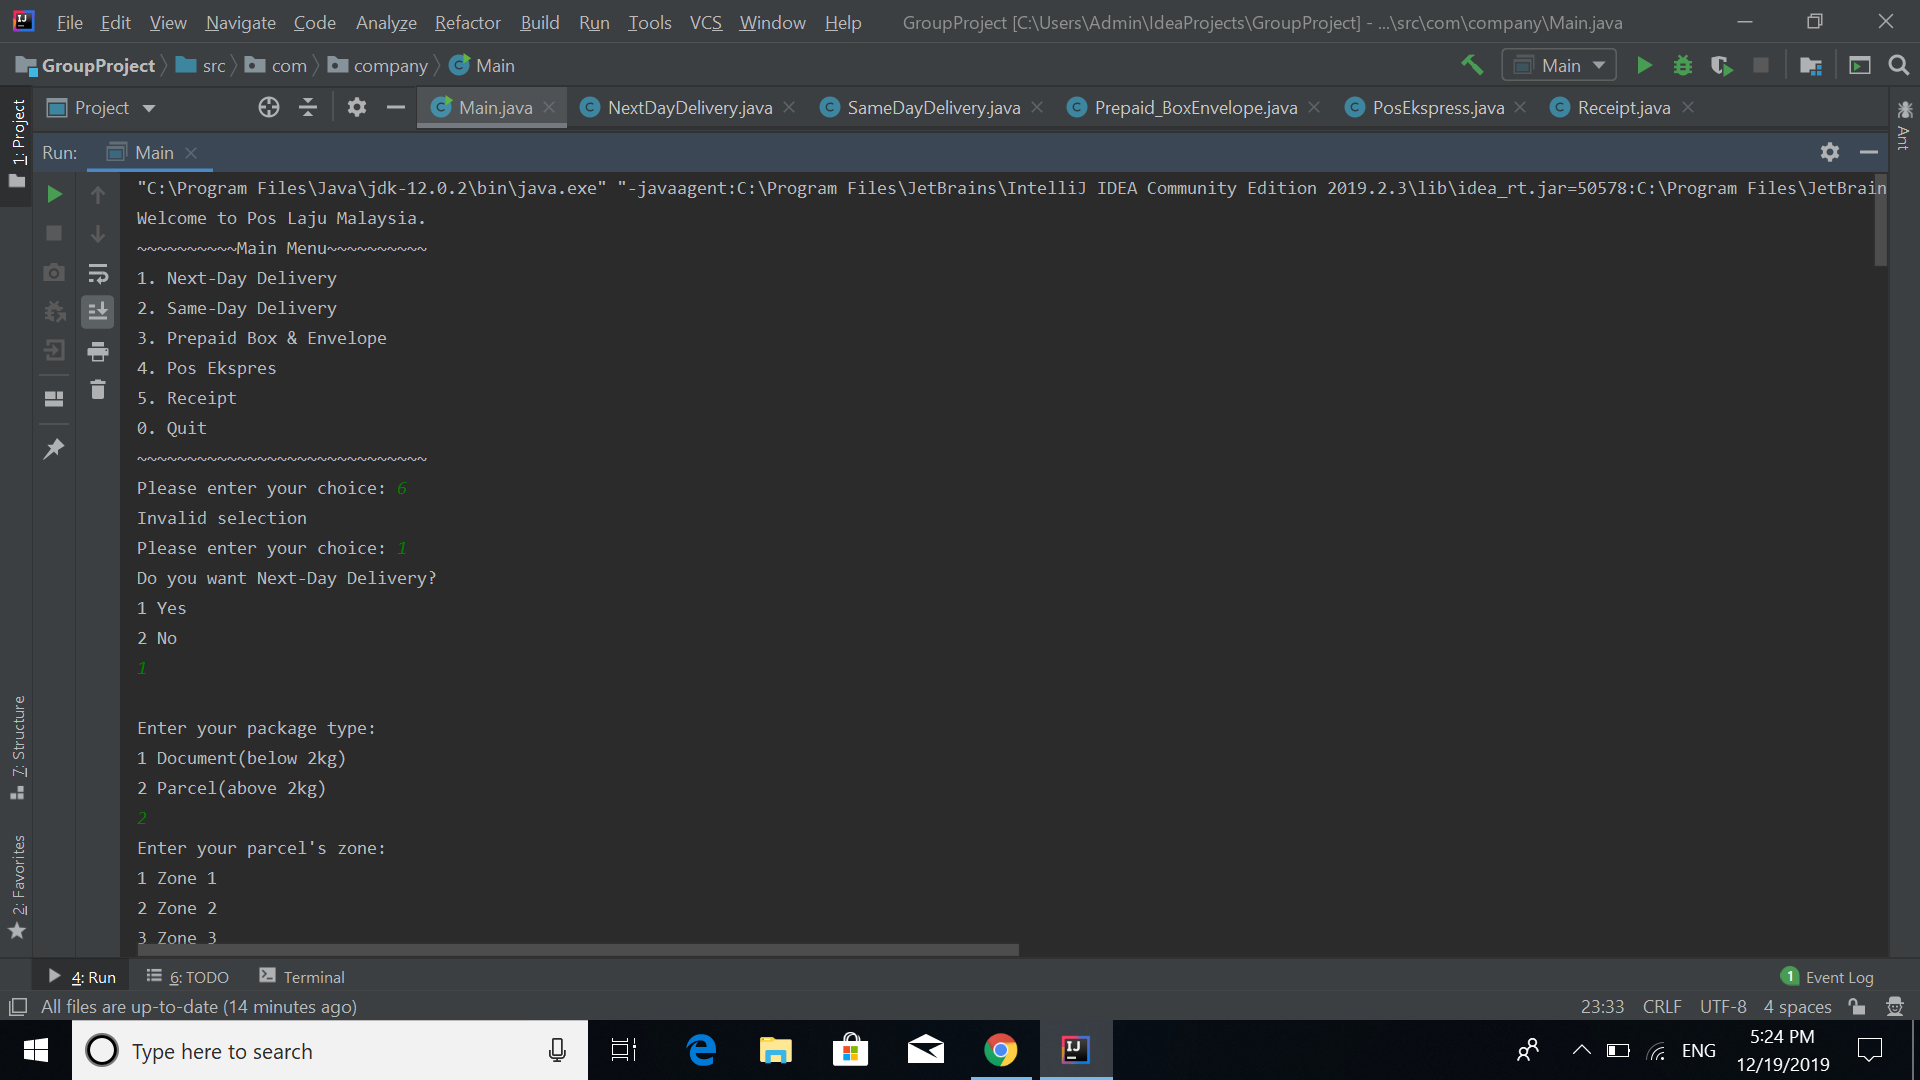 File Edit View Navigate Code Analyze Refactor Build Run Tools VCS Window Help GroupProject [C:\Users\Admin\IdeaProjects\GroupProject] - ...\src\com\company\Main.java
GroupProject src com company Main Main
Project Main.java NextDayDelivery.java SameDayDelivery.java Prepaid_BoxEnvelope.java PosEkspress.java Receipt.java
1: Project
Ant
Run: Main
"C:\Program Files\Java\jdk-12.0.2\bin\java.exe" "-javaagent:C:\Program Files\JetBrains\IntelliJ IDEA Community Edition 2019.2.3\lib\idea_rt.jar=50578:C:\Program Files\JetBrain
Welcome to Pos Laju Malaysia.
~~~~~~~~~~Main Menu~~~~~~~~~~
1. Next-Day Delivery
2. Same-Day Delivery
3. Prepaid Box & Envelope
4. Pos Ekspres
5. Receipt
0. Quit
~~~~~~~~~~~~~~~~~~~~~~~~~~~~~
Please enter your choice: 6
Invalid selection
Please enter your choice: 1
Do you want Next-Day Delivery?
1 Yes
2 No
1
Enter your package type:
1 Document(below 2kg)
2 Parcel(above 2kg)
2
Enter your parcel's zone:
1 Zone 1
2 Zone 2
3 Zone 3
7: Structure
2: Favorites
4: Run 6: TODO Terminal 1 Event Log
All files are up-to-date (14 minutes ago) 23:33 CRLF UTF-8 4 spaces
Type here to search ENG 5:24 PM
12/19/2019